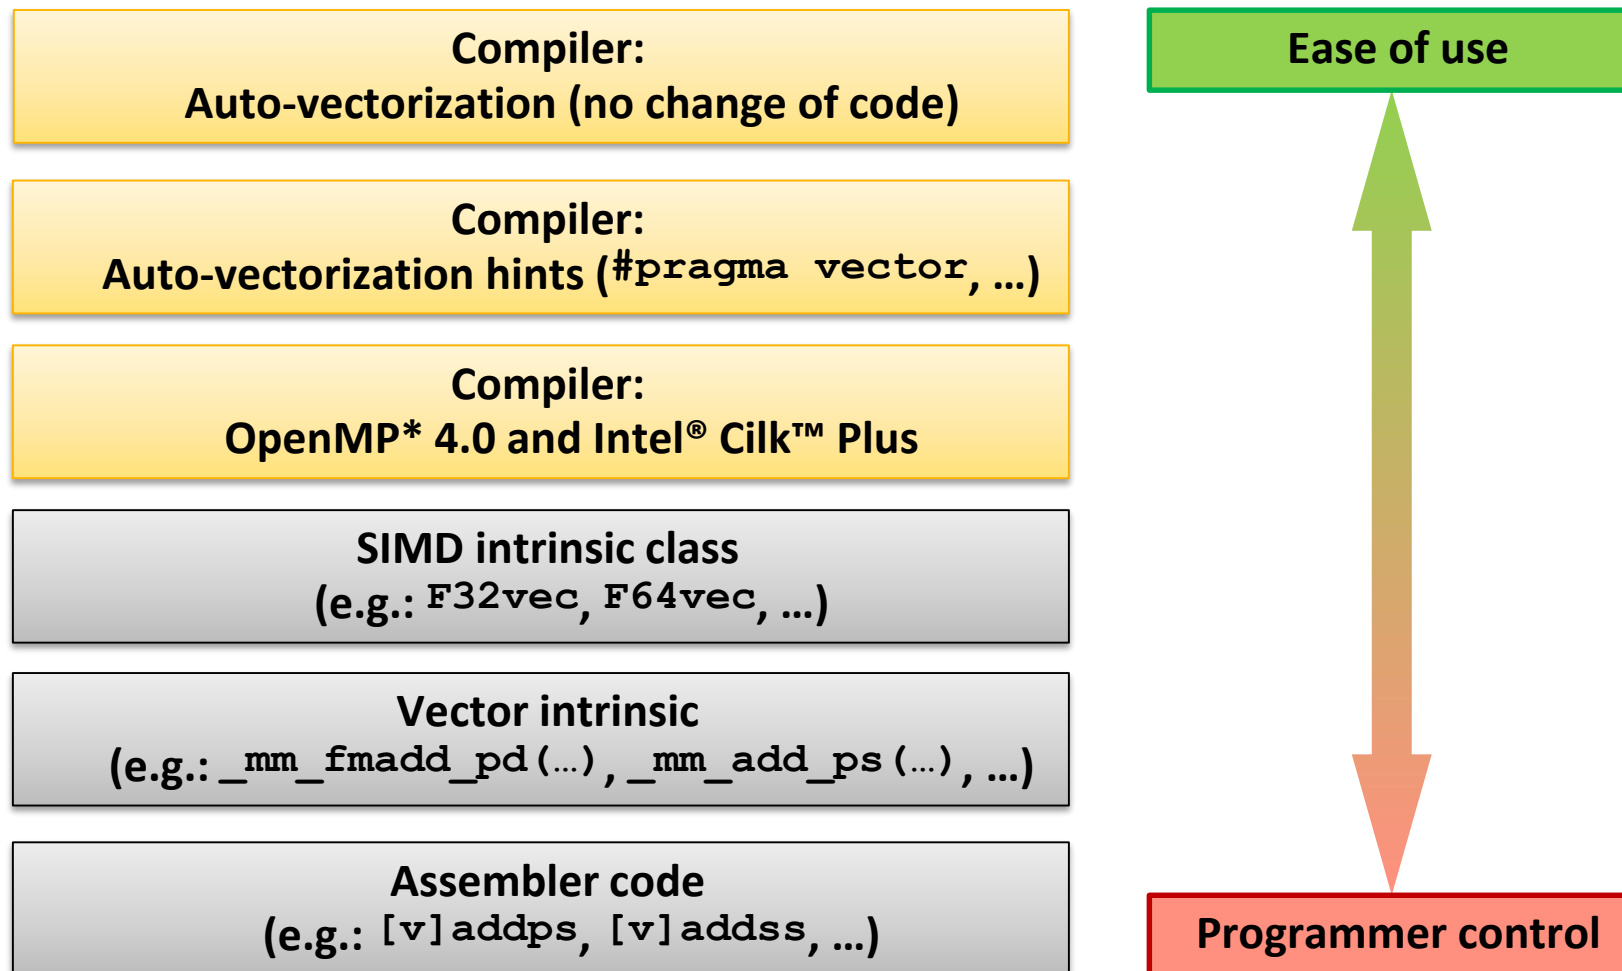 Compiler:
Auto-vectorization (no change of code)
Compiler:
Auto-vectorization hints (#pragma vector, …)
Compiler:
OpenMP* 4.0 and Intel® Cilk™ Plus
SIMD intrinsic class
(e.g.: F32vec, F64vec, …)
Vector intrinsic
(e.g.: _mm_fmadd_pd(…), _mm_add_ps(…), …)
Assembler code
(e.g.: [v]addps, [v]addss, …)
Ease of use
Programmer control